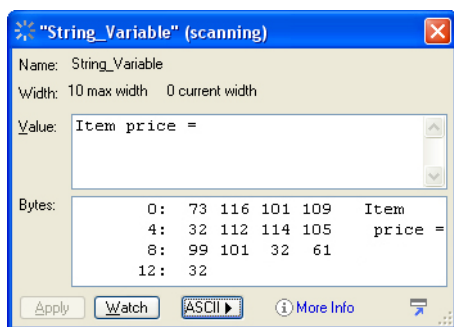 "String_Variable" (scanning)
Name: String_Variable
Width: 10 max width 0 current width
Value: Item price =
Bytes: 0: 73 116 101 109 Item
4: 32 112 114 105 price =
8: 99 101 32 61
12: 32
Apply Watch ASCII More Info